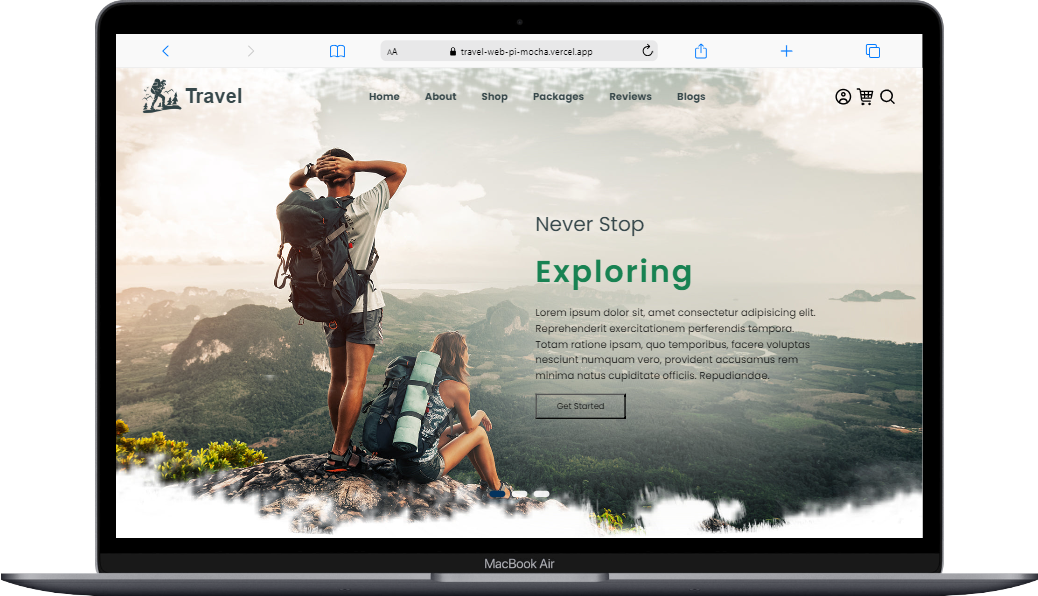 AA
travel-web-pi-mocha.vercel.app
Travel
Home
About
Shop
Packages
Reviews
Blogs
Never Stop
Exploring
Lorem ipsum dolor sit, amet consectetur adipisicing elit.
Reprehenderit exercitationem perferendis tempora.
Totam ratione ipsam, quo temporibus, facere voluptas
nesciunt numquam vero, provident accusamus rem
minima natus cupiditate officiis. Repudiandae.
Get Started
MacBook Air